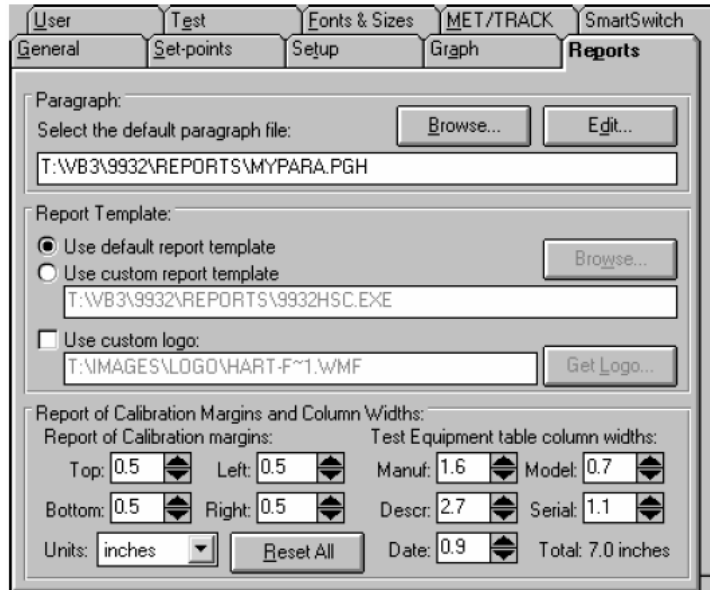 User Test Fonts & Sizes MET/TRACK SmartSwitch
General Set-points Setup Graph Reports
Paragraph:
Select the default paragraph file: Browse... Edit...
T:\VB3\9932\REPORTS\MYPARA.PGH
Report Template:
Use default report template
Browse...
Use custom report template
T:\VB3\9932\REPORTS\9932HSC.EXE
Use custom logo:
T:\IMAGES\LOGO\HART-F~1.WMF Get Logo...
Report of Calibration Margins and Column Widths:
Report of Calibration margins: Test Equipment table column widths:
Top: 0.5 Left: 0.5 Manuf: 1.6 Model: 0.7
Bottom: 0.5 Right: 0.5 Descr: 2.7 Serial: 1.1
Units: inches Reset All Date: 0.9 Total: 7.0 inches